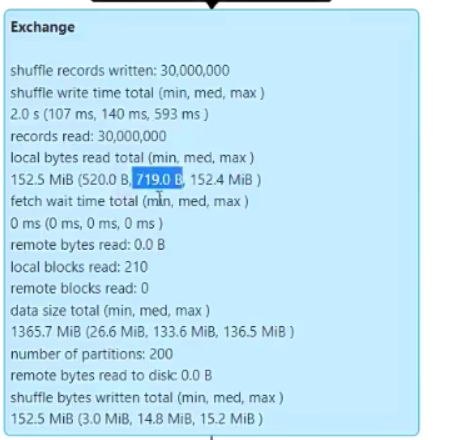 Exchange
shuffle records written: 30,000,000
shuffle write time total (min, med, max )
2.0 s (107 ms, 140 ms, 593 ms )
records read: 30,000,000
local bytes read total (min, med, max )
152.5 MiB (520.0 B, 719.0 B, 152.4 MiB )
fetch wait time total (min, med, max )
0 ms (0 ms, 0 ms, 0 ms )
remote bytes read: 0.0 B
local blocks read: 210
remote blocks read: 0
data size total (min, med, max )
1365.7 MiB (26.6 MiB, 133.6 MiB, 136.5 MiB )
number of partitions: 200
remote bytes read to disk: 0.0 B
shuffle bytes written total (min, med, max )
152.5 MiB (3.0 MiB, 14.8 MiB, 15.2 MiB )